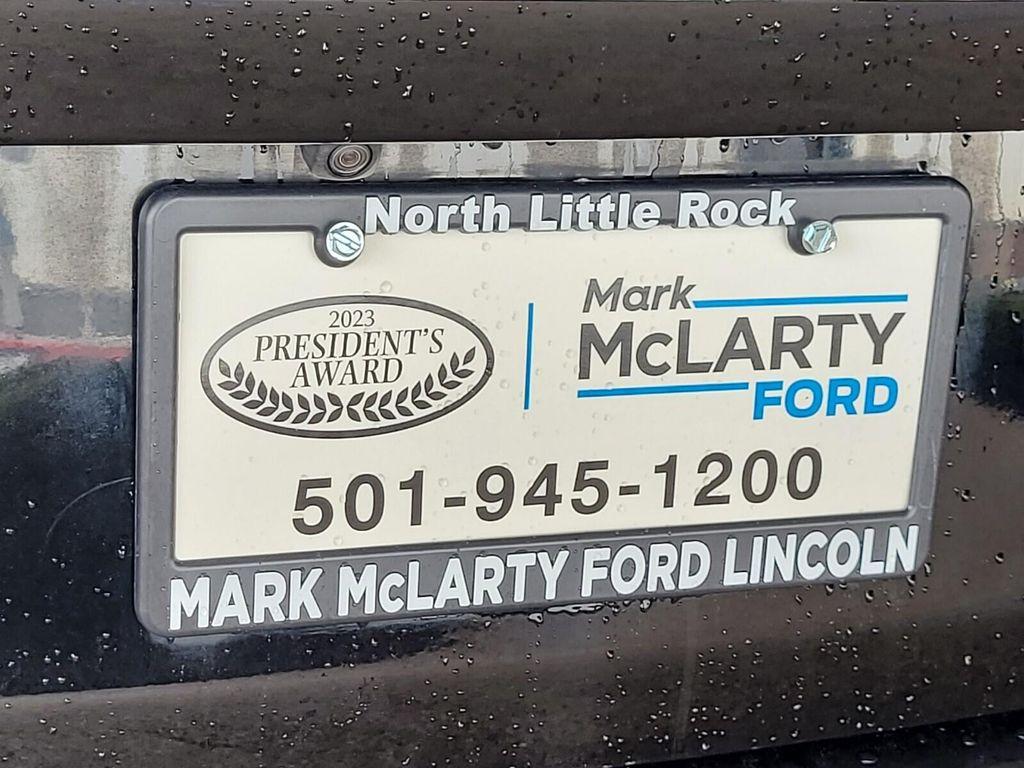 North Little Rock
2023
PRESIDENT'S
AWARD
Mark
McLARTY
FORD
501-945-1200
MARK McLARTY FORD LINCOLN